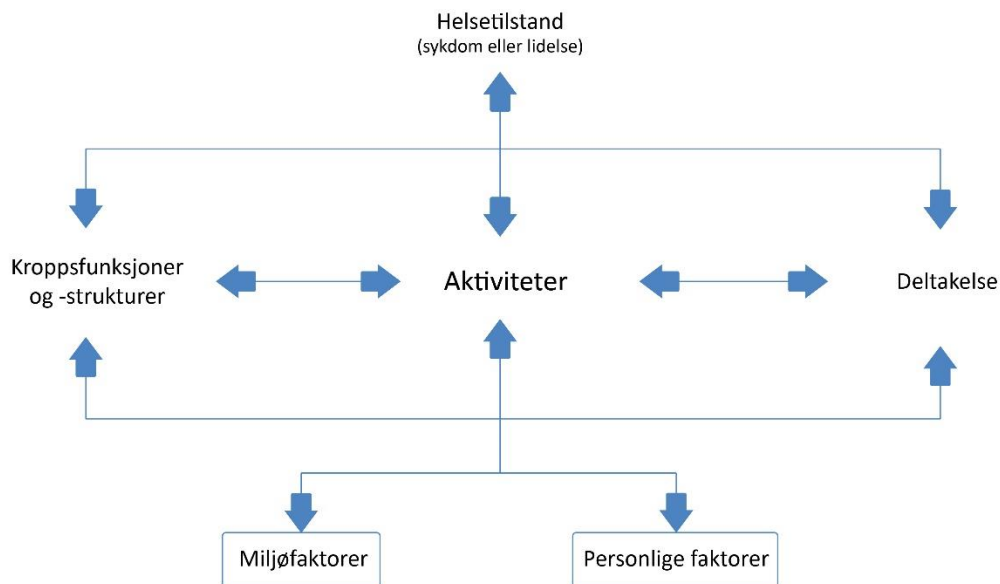 Helsetilstand
(sykdom eller lidelse)
Kroppsfunksjoner
og -strukturer
Aktiviteter
Deltakelse
Miljøfaktorer
Personlige faktorer